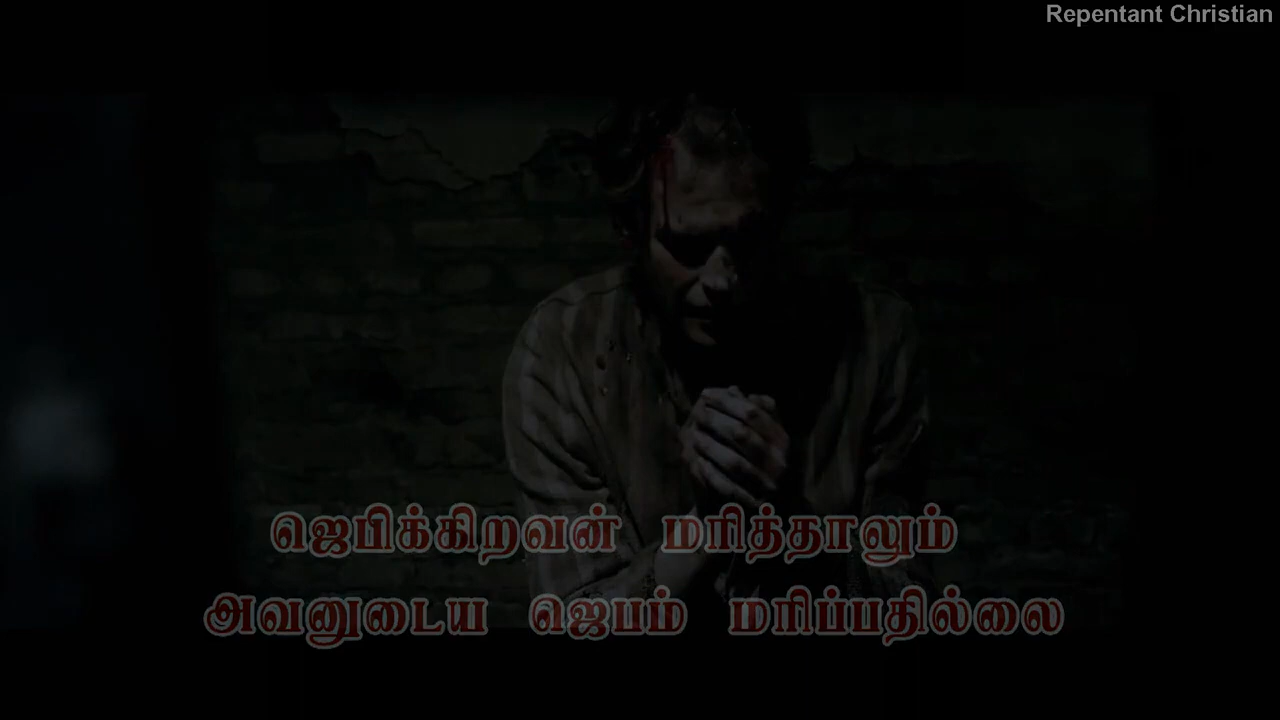 Repentant Christian
ஜெபிக்கிறவன் மரித்தாலும்
அவனுடைய ஜெபம் மரிப்பதில்லை